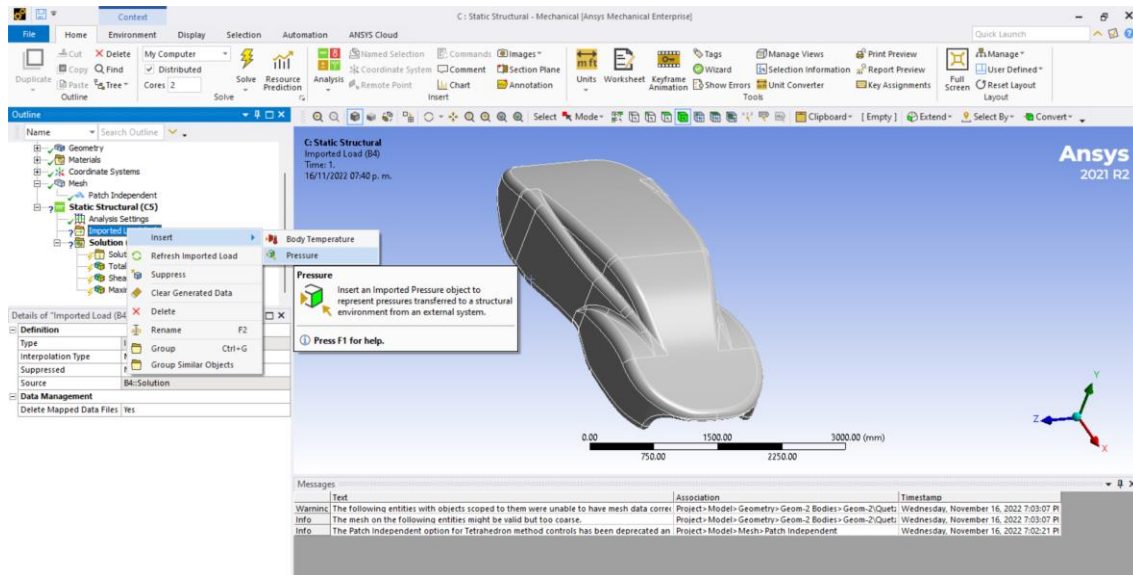 Context
C : Static Structural - Mechanical [Ansys Mechanical Enterprise]
File Home Environment Display Selection Automation ANSYS Cloud
Quick Launch
Cut Delete My Computer
Named Selection Commands Images
Tags Manage Views Print Preview Manage
Copy Find Distributed
Coordinate System Comment Section Plane
Wizard Selection Information Report Preview User Defined
Duplicate Paste Tree Cores 2 Solve Resource Prediction Analysis
Remote Point Chart Annotation
Units Worksheet Keyframe Animation Show Errors Unit Converter Key Assignments Full Screen Reset Layout
Outline Solve Insert Tools Layout
Outline
Select Mode Clipboard [Empty] Extend Select By Convert
Name Search Outline
Geometry
Materials
Coordinate Systems
Mesh
Patch Independent
Static Structural (C5)
Analysis Settings
Imported L
Solution
Solut
Total
Shea
Maxi
Insert
Refresh Imported Load
Suppress
Clear Generated Data
Delete
Rename F2
Group Ctrl+G
Group Similar Objects
Body Temperature
Pressure
Pressure
Insert an Imported Pressure object to
represent pressures transferred to a structural
environment from an external system.
Press F1 for help.
C: Static Structural
Imported Load (B4)
Time: 1.
16/11/2022 07:40 p. m.
Ansys
2021 R2
Details of "Imported Load (B4
Definition
Type
Interpolation Type
Suppressed
Source B4::Solution
Data Management
Delete Mapped Data Files Yes
Y
Z
X
0.00 1500.00 3000.00 (mm)
750.00 2250.00
Messages
Text Association Timestamp
Warning The following entities with objects scoped to them were unable to have mesh data correc Project>Model>Geometry>Geom-2 Bodies>Geom-2\Quetz Wednesday, November 16, 2022 7:03:07 P
Info The mesh on the following entities might be valid but too coarse. Project>Model>Geometry>Geom-2 Bodies>Geom-2\Quetz Wednesday, November 16, 2022 7:03:07 P
Info The Patch Independent option for Tetrahedron method controls has been deprecated an Project>Model>Mesh>Patch Independent Wednesday, November 16, 2022 7:02:21 P